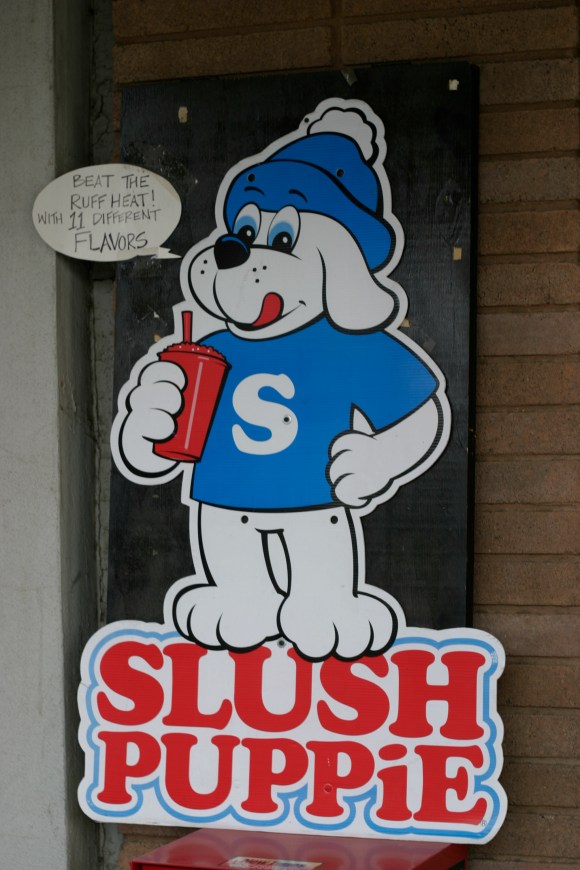 BEAT THE
RUFF HEAT!
WITH 11 DIFFERENT
FLAVORS
S
SLUSH
PUPPiE
®